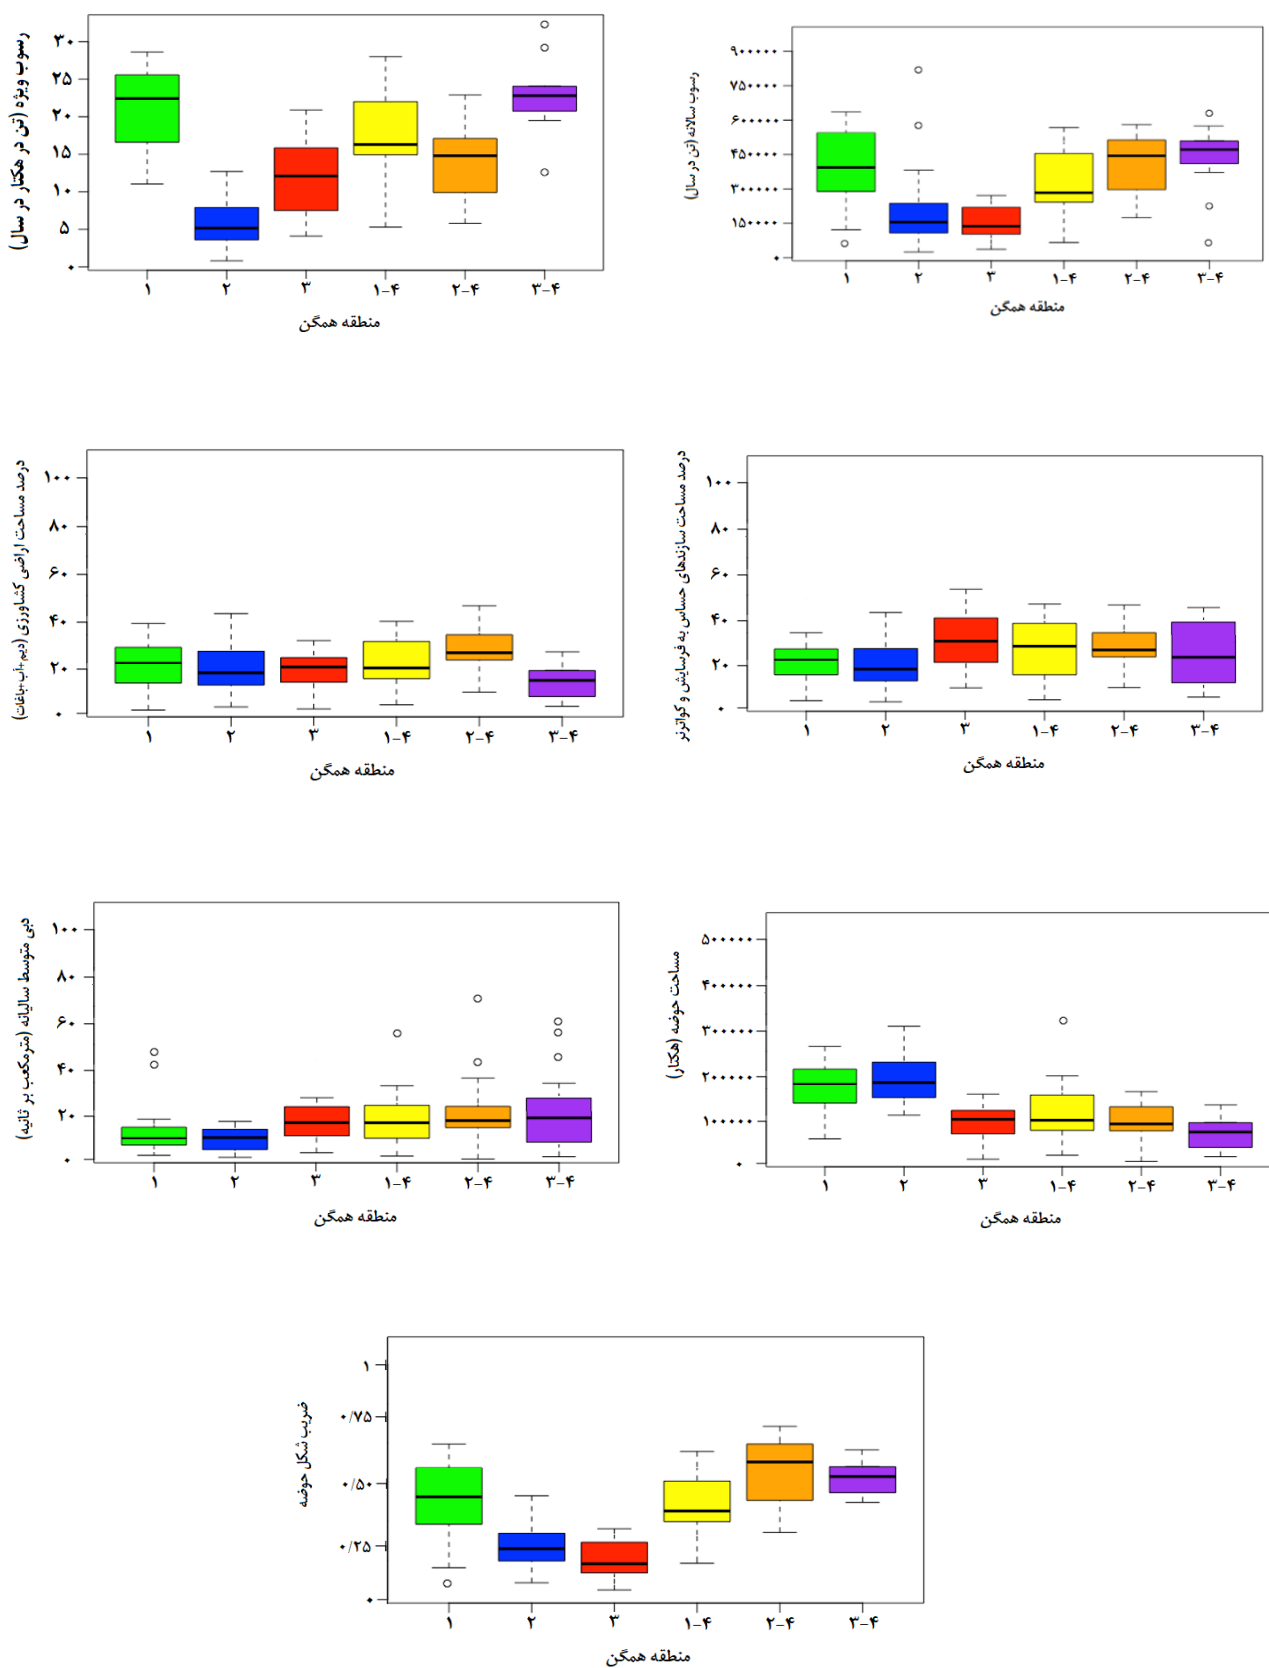 رسوب ویژه (تن در هکتار در سال)
۳۰
۲۵
۲۰
۱۵
۱۰
۵
۰
۱ ۲ ۳ ۱-۴ ۲-۴ ۳-۴
منطقه همگن
رسوب سالانه (تن در سال)
۹۰۰۰۰۰
۷۵۰۰۰۰
۶۰۰۰۰۰
۴۵۰۰۰۰
۳۰۰۰۰۰
۱۵۰۰۰۰
۰
۱ ۲ ۳ ۱-۴ ۲-۴ ۳-۴
منطقه همگن
درصد مساحت اراضی کشاورزی (دیم+آب+باغات)
۱۰۰
۸۰
۶۰
۴۰
۲۰
۰
۱ ۲ ۳ ۱-۴ ۲-۴ ۳-۴
منطقه همگن
درصد مساحت سازندهای حساس به فرسایش و کواترنر
۱۰۰
۸۰
۶۰
۴۰
۲۰
۰
۱ ۲ ۳ ۱-۴ ۲-۴ ۳-۴
منطقه همگن
دبی متوسط سالیانه (مترمکعب بر ثانیه)
۱۰۰
۸۰
۶۰
۴۰
۲۰
۰
۱ ۲ ۳ ۱-۴ ۲-۴ ۳-۴
منطقه همگن
مساحت حوضه (هکتار)
۵۰۰۰۰۰
۴۰۰۰۰۰
۳۰۰۰۰۰
۲۰۰۰۰۰
۱۰۰۰۰۰
۰
۱ ۲ ۳ ۱-۴ ۲-۴ ۳-۴
منطقه همگن
ضریب شکل حوضه
۱
۰/۷۵
۰/۵۰
۰/۲۵
۰
۱ ۲ ۳ ۱-۴ ۲-۴ ۳-۴
منطقه همگن